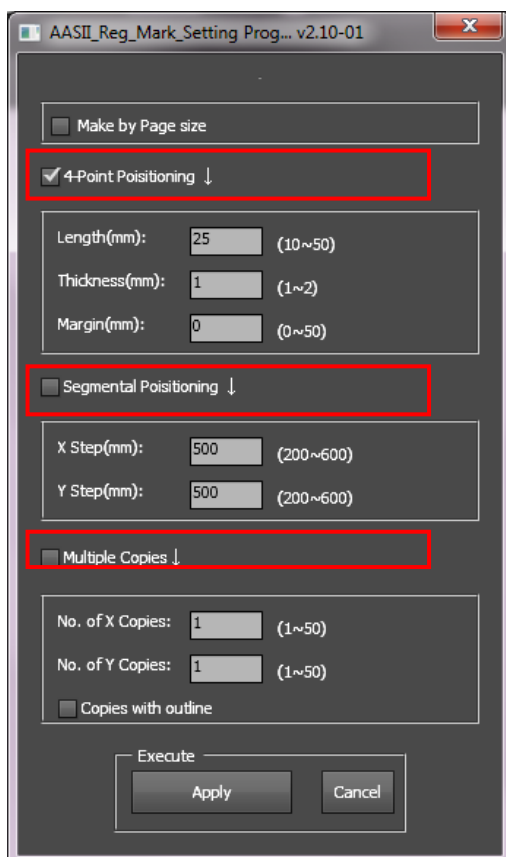 AASII_Reg_Mark_Setting Prog... v2.10-01
Make by Page size
4-Point Poisitioning ↓
Length(mm): 25 (10~50)
Thickness(mm): 1 (1~2)
Margin(mm): 0 (0~50)
Segmental Poisitioning ↓
X Step(mm): 500 (200~600)
Y Step(mm): 500 (200~600)
Multiple Copies ↓
No. of X Copies: 1 (1~50)
No. of Y Copies: 1 (1~50)
Copies with outline
Execute
Apply Cancel